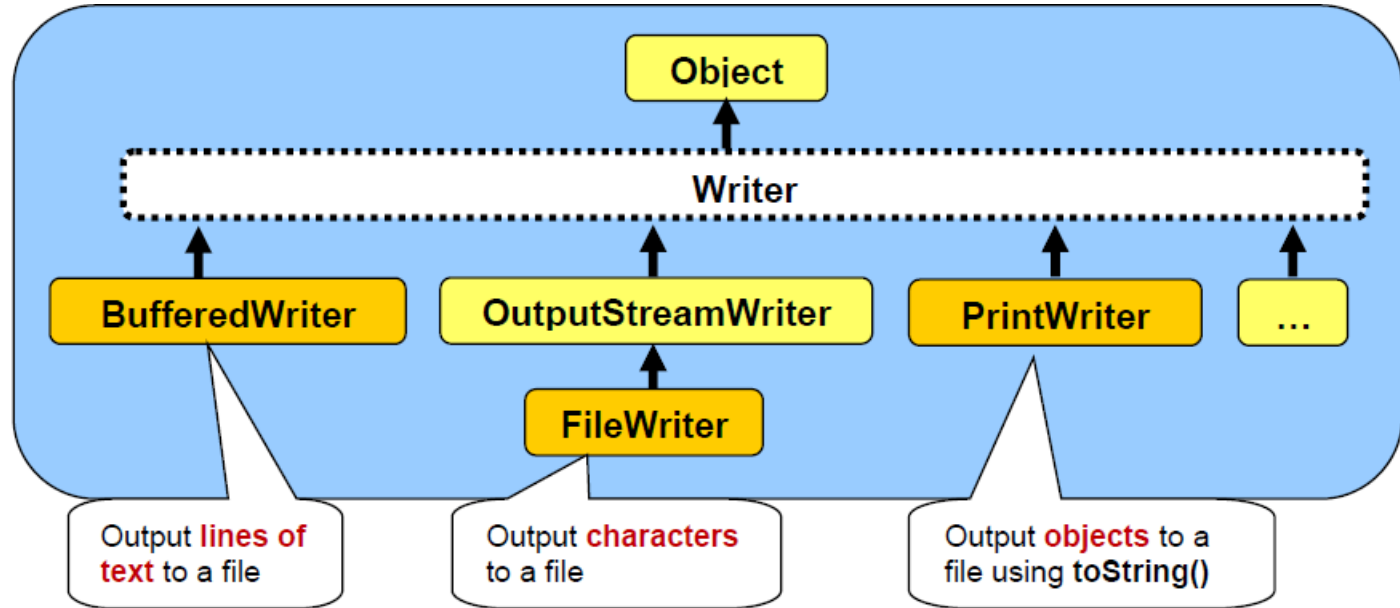 Object
Writer
BufferedWriter
OutputStreamWriter
PrintWriter
...
FileWriter
Output lines of
text to a file
Output characters
to a file
Output objects to a
file using toString()